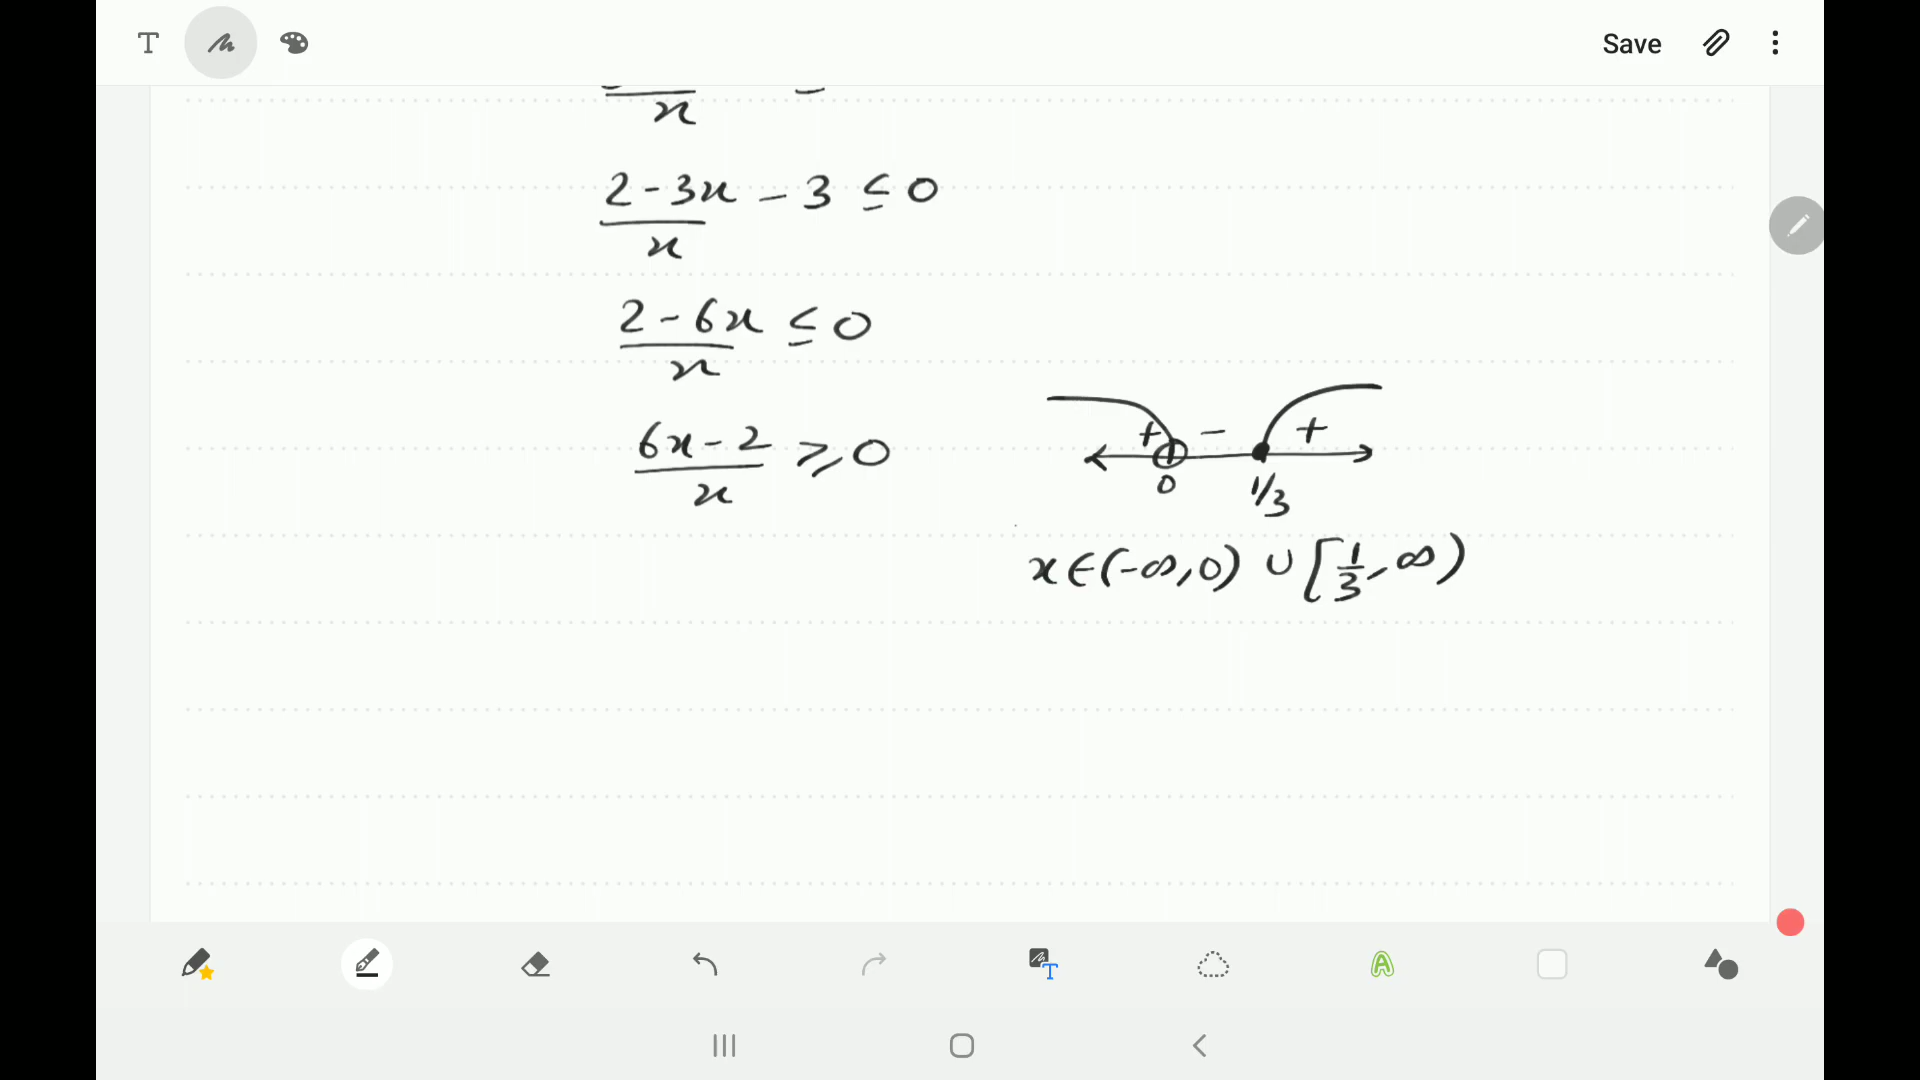 T
Save
x
2-3x - 3 ≤ 0
x
2-6x ≤ 0
x
6x-2 ≥ 0
x
+ - +
0 1/3
x∈(-∞,0) ∪ [1/3, ∞)
T
A